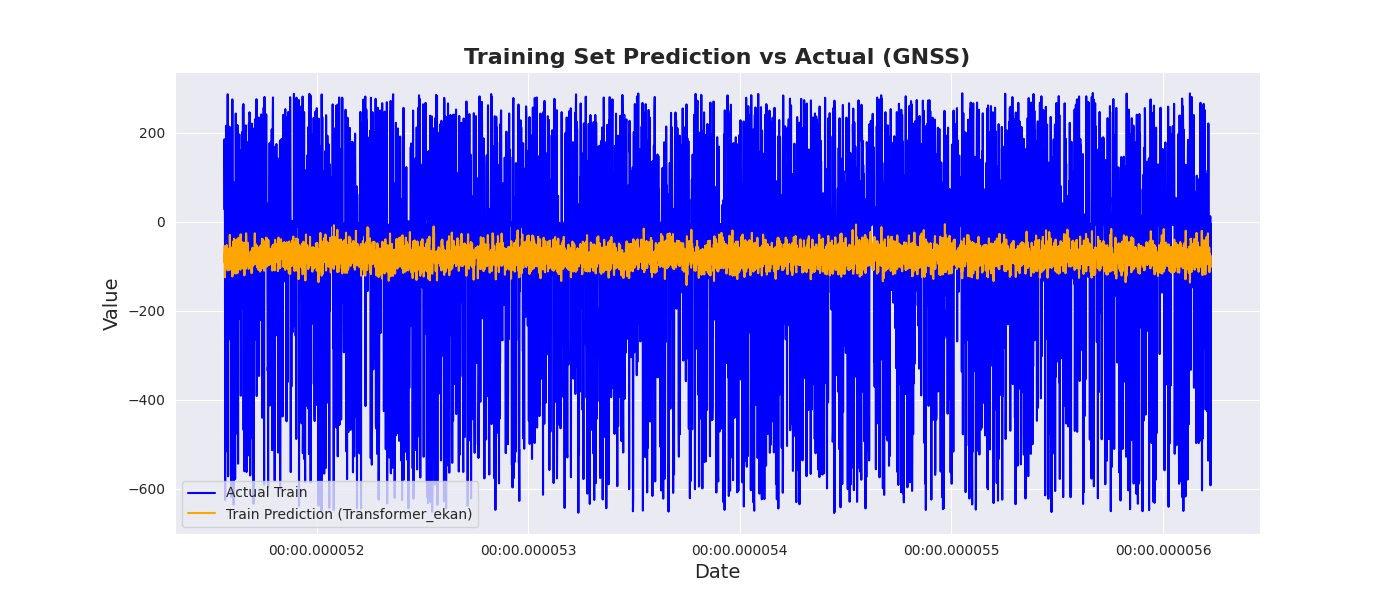 Training Set Prediction vs Actual (GNSS)
Value
200
0
−200
−400
−600
Actual Train
Train Prediction (Transformer_ekan)
00:00.000052
00:00.000053
00:00.000054
00:00.000055
00:00.000056
Date